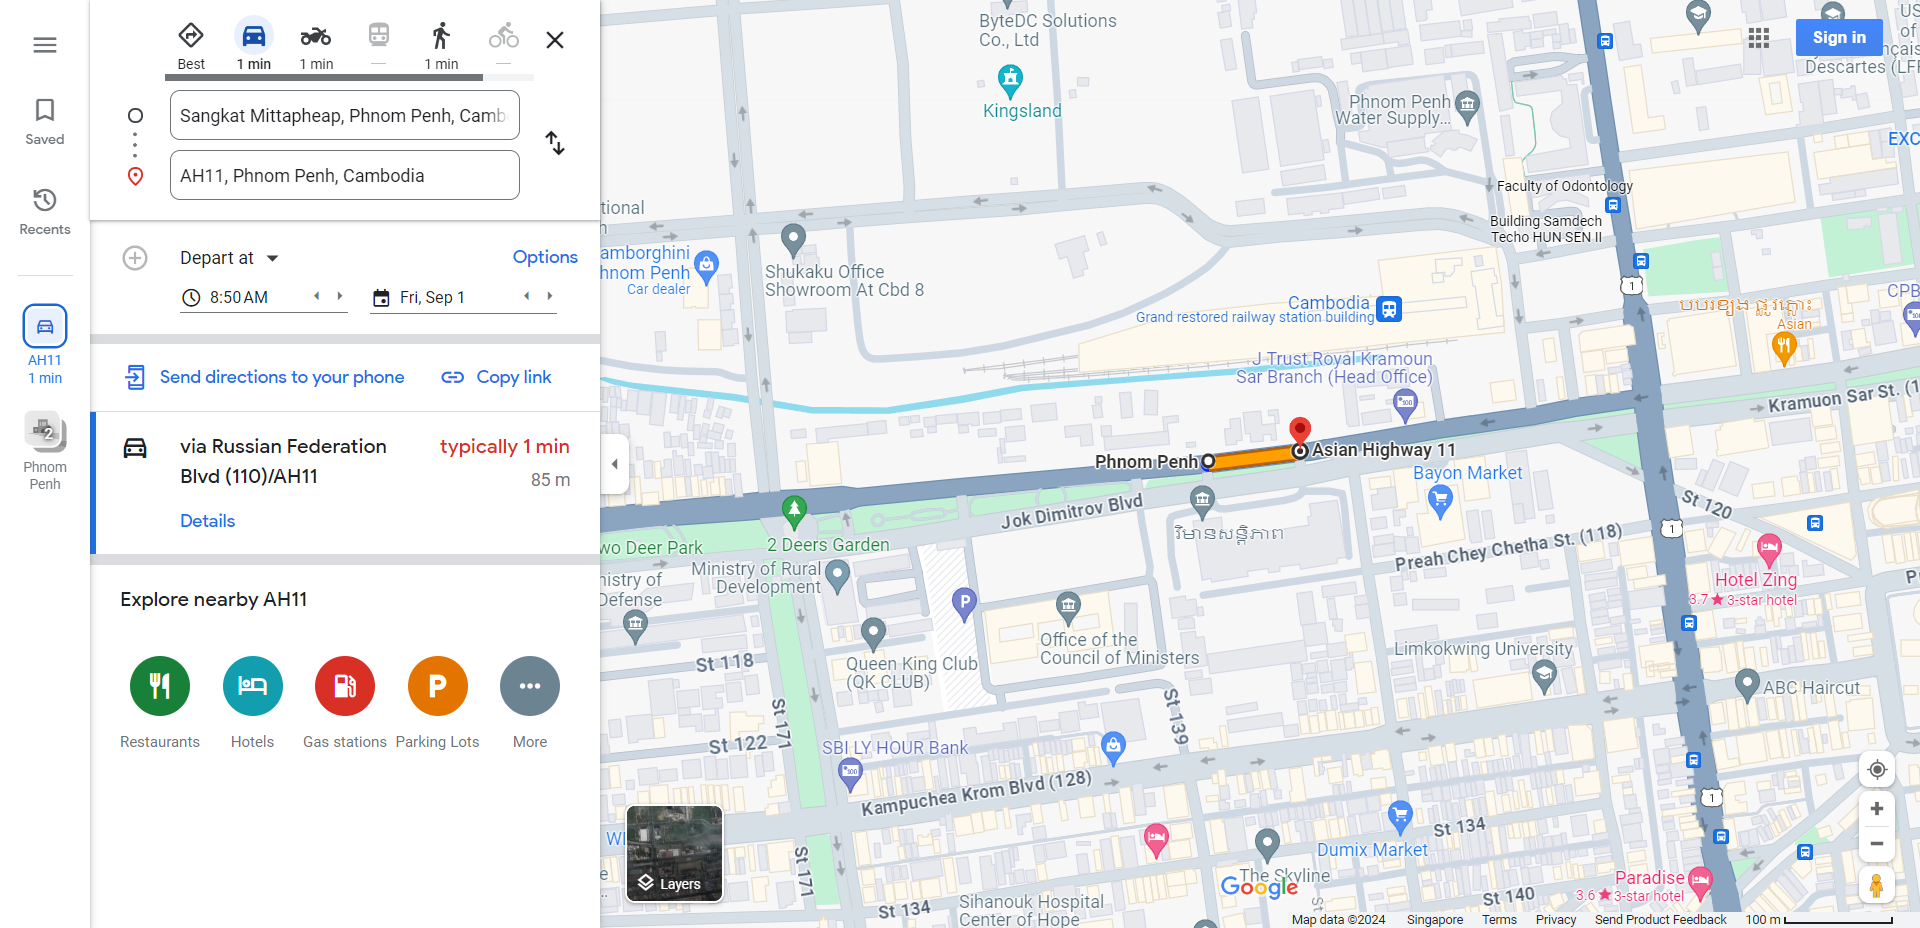 Saved
Recents
AH11
1 min
2
Phnom
Penh
Best
1 min
1 min
1 min
Sangkat Mittapheap, Phnom Penh, Camb
AH11, Phnom Penh, Cambodia
Depart at
Options
8:50 AM
Fri, Sep 1
Send directions to your phone
Copy link
via Russian Federation
Blvd (110)/AH11
typically 1 min
85 m
Details
Explore nearby AH11
Restaurants
Hotels
Gas stations
Parking Lots
More
Sign in
ByteDC Solutions
Co., Ltd
Kingsland
Phnom Penh
Water Supply...
Descartes (LFF
EXC
Faculty of Odontology
Building Samdech
Techo HUN SEN II
tional
amborghini
hnom Penh
Car dealer
Shukaku Office
Showroom At Cbd 8
Cambodia
Grand restored railway station building
1
CPB
Asian
J Trust Royal Kramoun
Sar Branch (Head Office)
Kramuon Sar St. (1
Phnom Penh
Asian Highway 11
Bayon Market
Jok Dimitrov Blvd
St 120
1
វិមានសន្តិភាព
Preah Chey Chetha St. (118)
wo Deer Park
2 Deers Garden
Ministry of Rural
Development
nistry of
Defense
P
Hotel Zing
3.7 ★ 3-star hotel
Office of the
Council of Ministers
Limkokwing University
St 118
Queen King Club
(QK CLUB)
ABC Haircut
St 171
St 139
St 122
SBI LY HOUR Bank
Kampuchea Krom Blvd (128)
1
St 134
Dumix Market
St 171
Layers
The Skyline
Google
Paradise
3.6 ★ 3-star hotel
St 140
St 134
Sihanouk Hospital
Center of Hope
Map data ©2024
Singapore
Terms
Privacy
Send Product Feedback
100 m